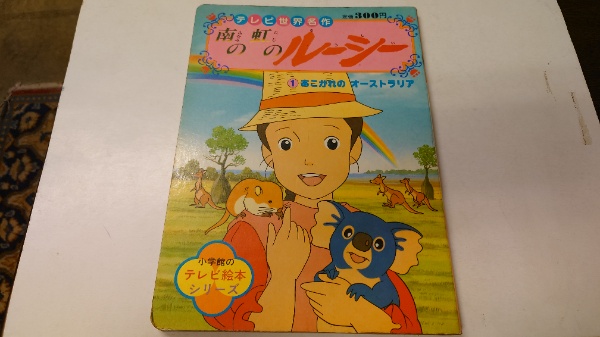 テレビ世界名作
定価300円
南の虹のルーシー
①あこがれの オーストラリア
小学館の
テレビ絵本
シリーズ